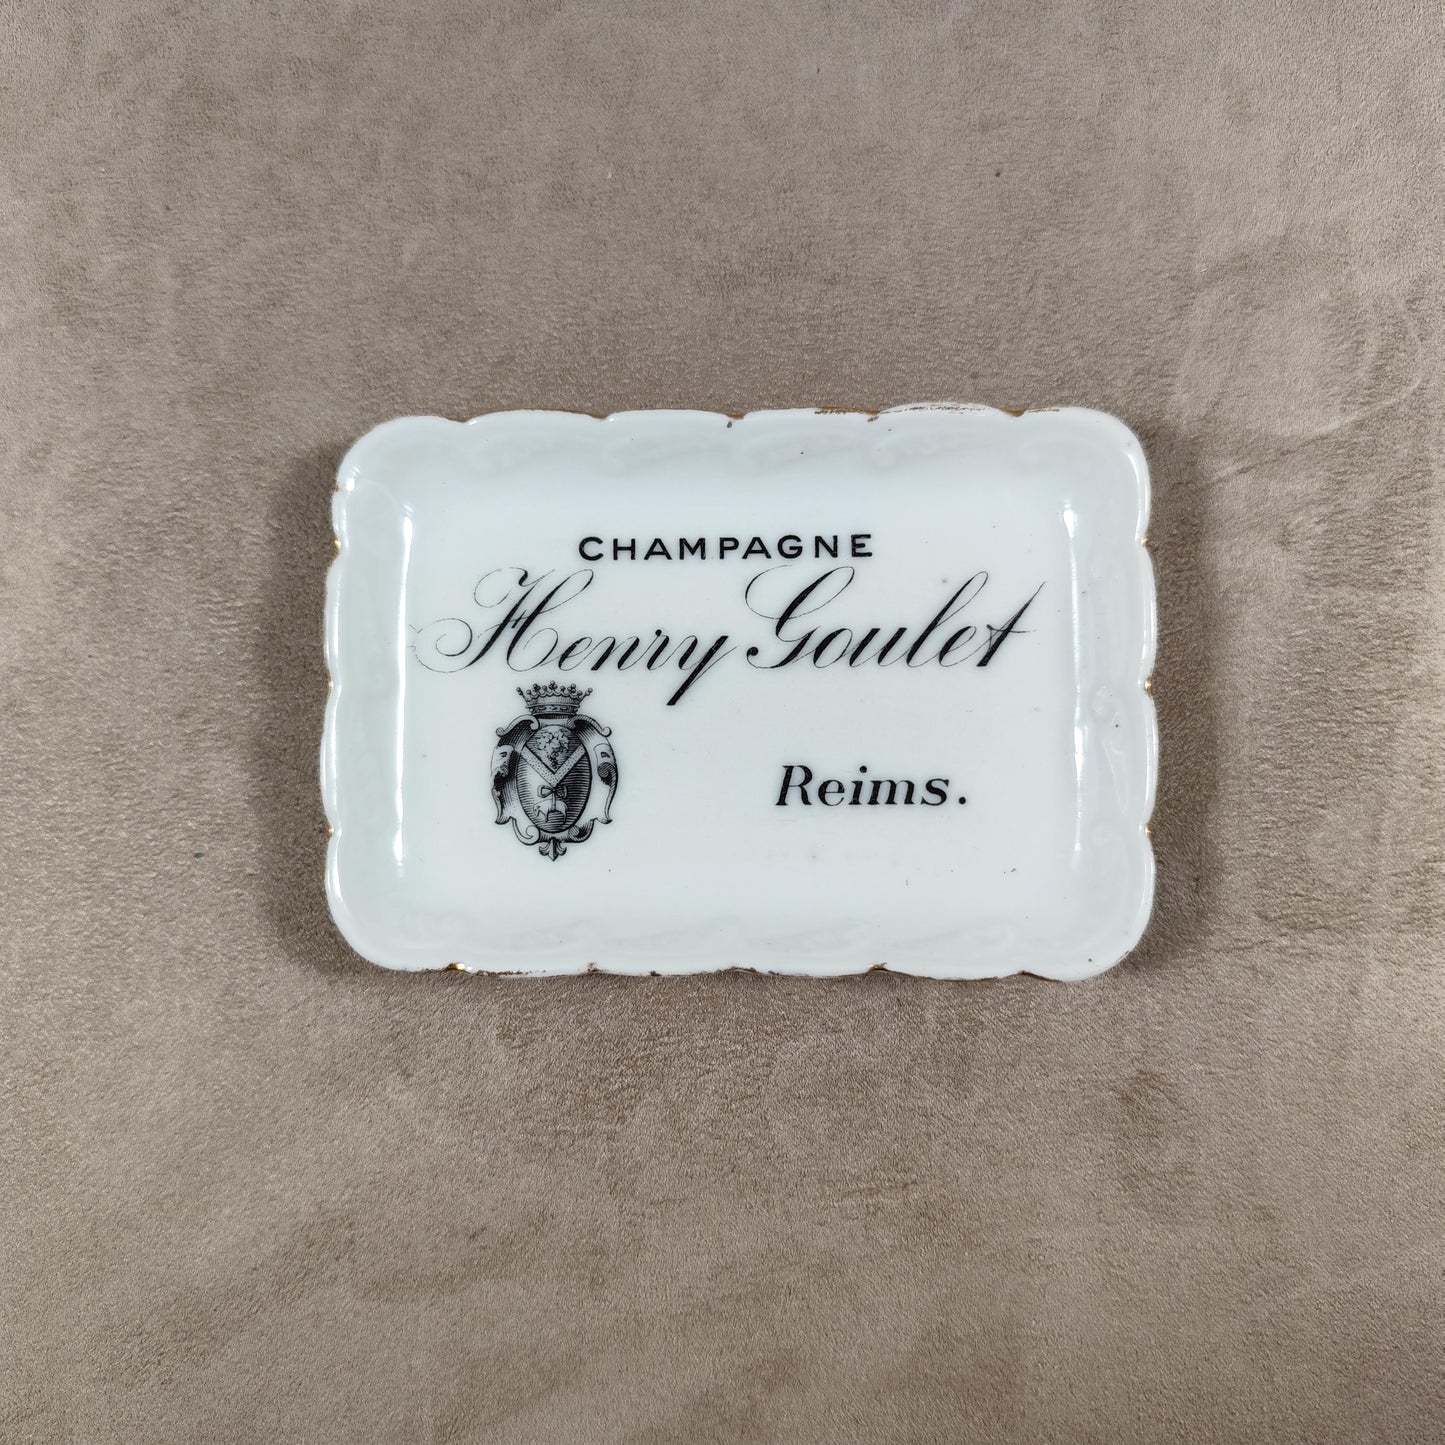 CHAMPAGNE
Henry Goulet
Reims.